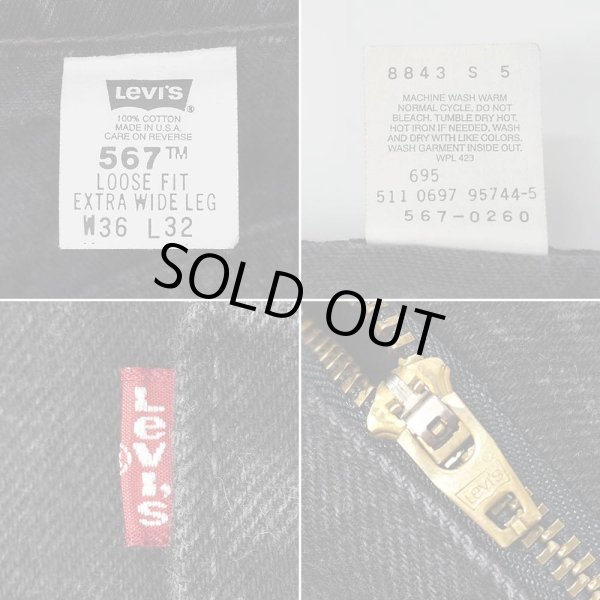 LEVI'S
®
100% COTTON
MADE IN U.S.A.
CARE ON REVERSE
567™
LOOSE FIT
EXTRA WIDE LEG
W36 L32
8843 S 5
MACHINE WASH WARM
NORMAL CYCLE, DO NOT
BLEACH. TUMBLE DRY HOT.
HOT IRON IF NEEDED. WASH
AND DRY WITH LIKE COLORS.
WASH GARMENT INSIDE OUT.
WPL 423
695
511 0697 95744-5
567-0260
SOLD OUT
LEVI'S
®
LEVI'S